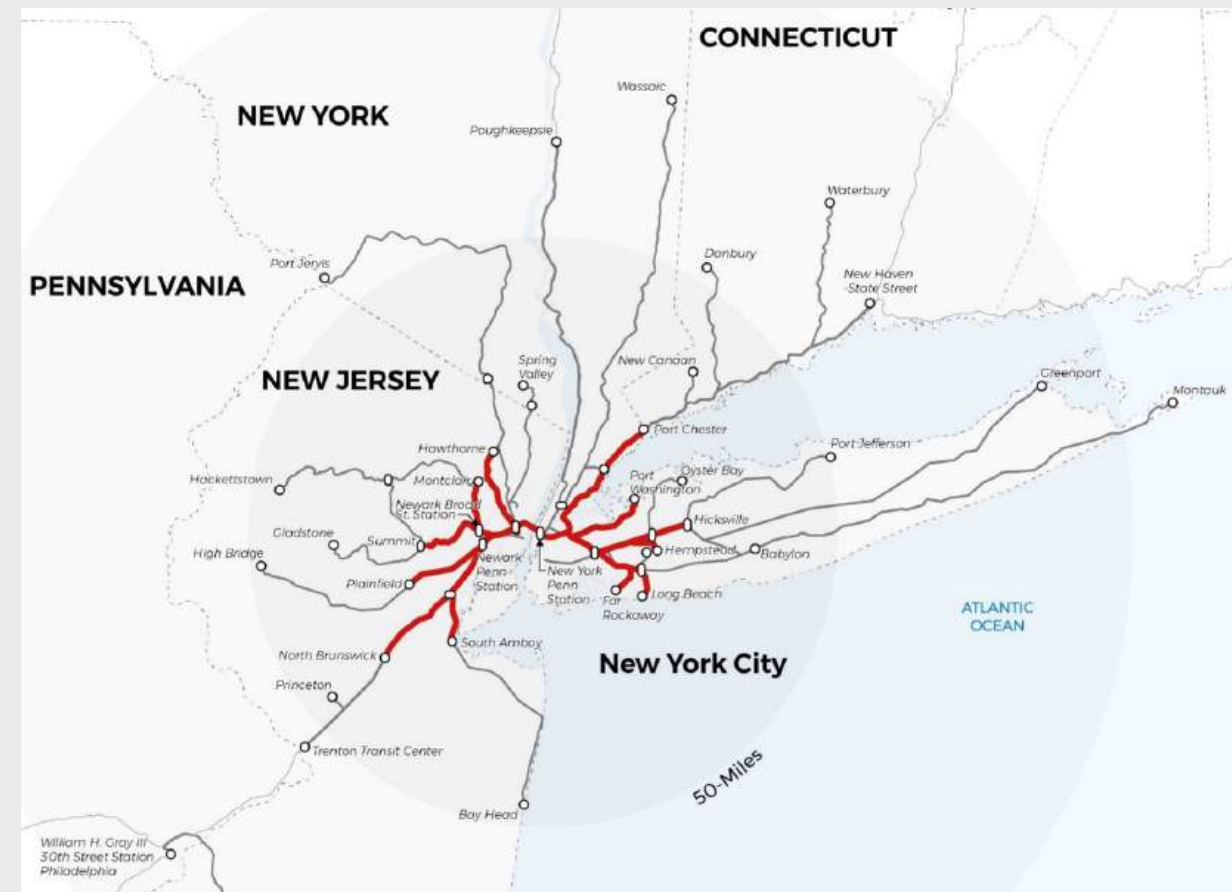 CONNECTICUT
Wassaic
NEW YORK
Poughkeepsie
Waterbury
Danbury
Port Jervis
New Haven
-State Street
PENNSYLVANIA
Spring
Valley
New Canaan
NEW JERSEY
Greenport
Montauk
Port Chester
Hawthorne
Port Jefferson
Montclair
Port
Washington
Oyster Bay
Hackettstown
Newark Broad
St. Station
Hicksville
Gladstone
Summit
High Bridge
Hempstead
Babylon
Newark
Penn
Station
New York
Penn
Station
Plainfield
Far
Rockaway
Long Beach
ATLANTIC
OCEAN
South Amboy
North Brunswick
New York City
Princeton
Trenton Transit Center
50-Miles
Bay Head
William H. Gray III
30th Street Station
Philadelphia